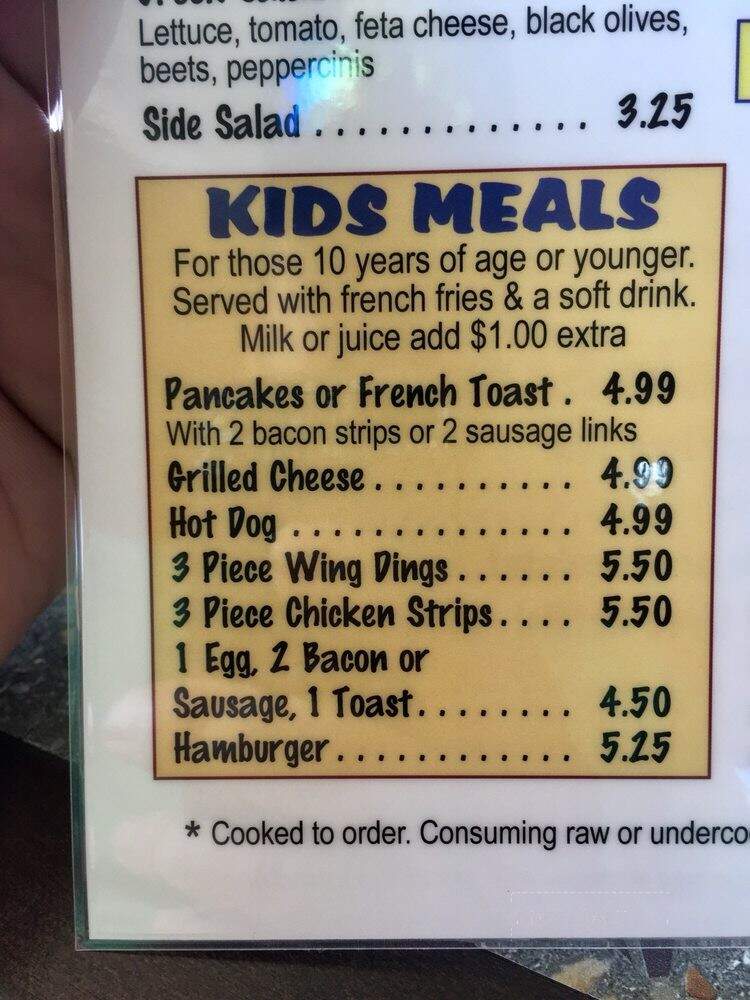 Lettuce, tomato, feta cheese, black olives,
beets, peppercinis
Side Salad ............. 3.25
KIDS MEALS
For those 10 years of age or younger.
Served with french fries & a soft drink.
Milk or juice add $1.00 extra
Pancakes or French Toast . 4.99
With 2 bacon strips or 2 sausage links
Grilled Cheese .......... 4.99
Hot Dog .............. 4.99
3 Piece Wing Dings ...... 5.50
3 Piece Chicken Strips .... 5.50
1 Egg, 2 Bacon or
Sausage, 1 Toast ........ 4.50
Hamburger ............ 5.25
* Cooked to order. Consuming raw or underco